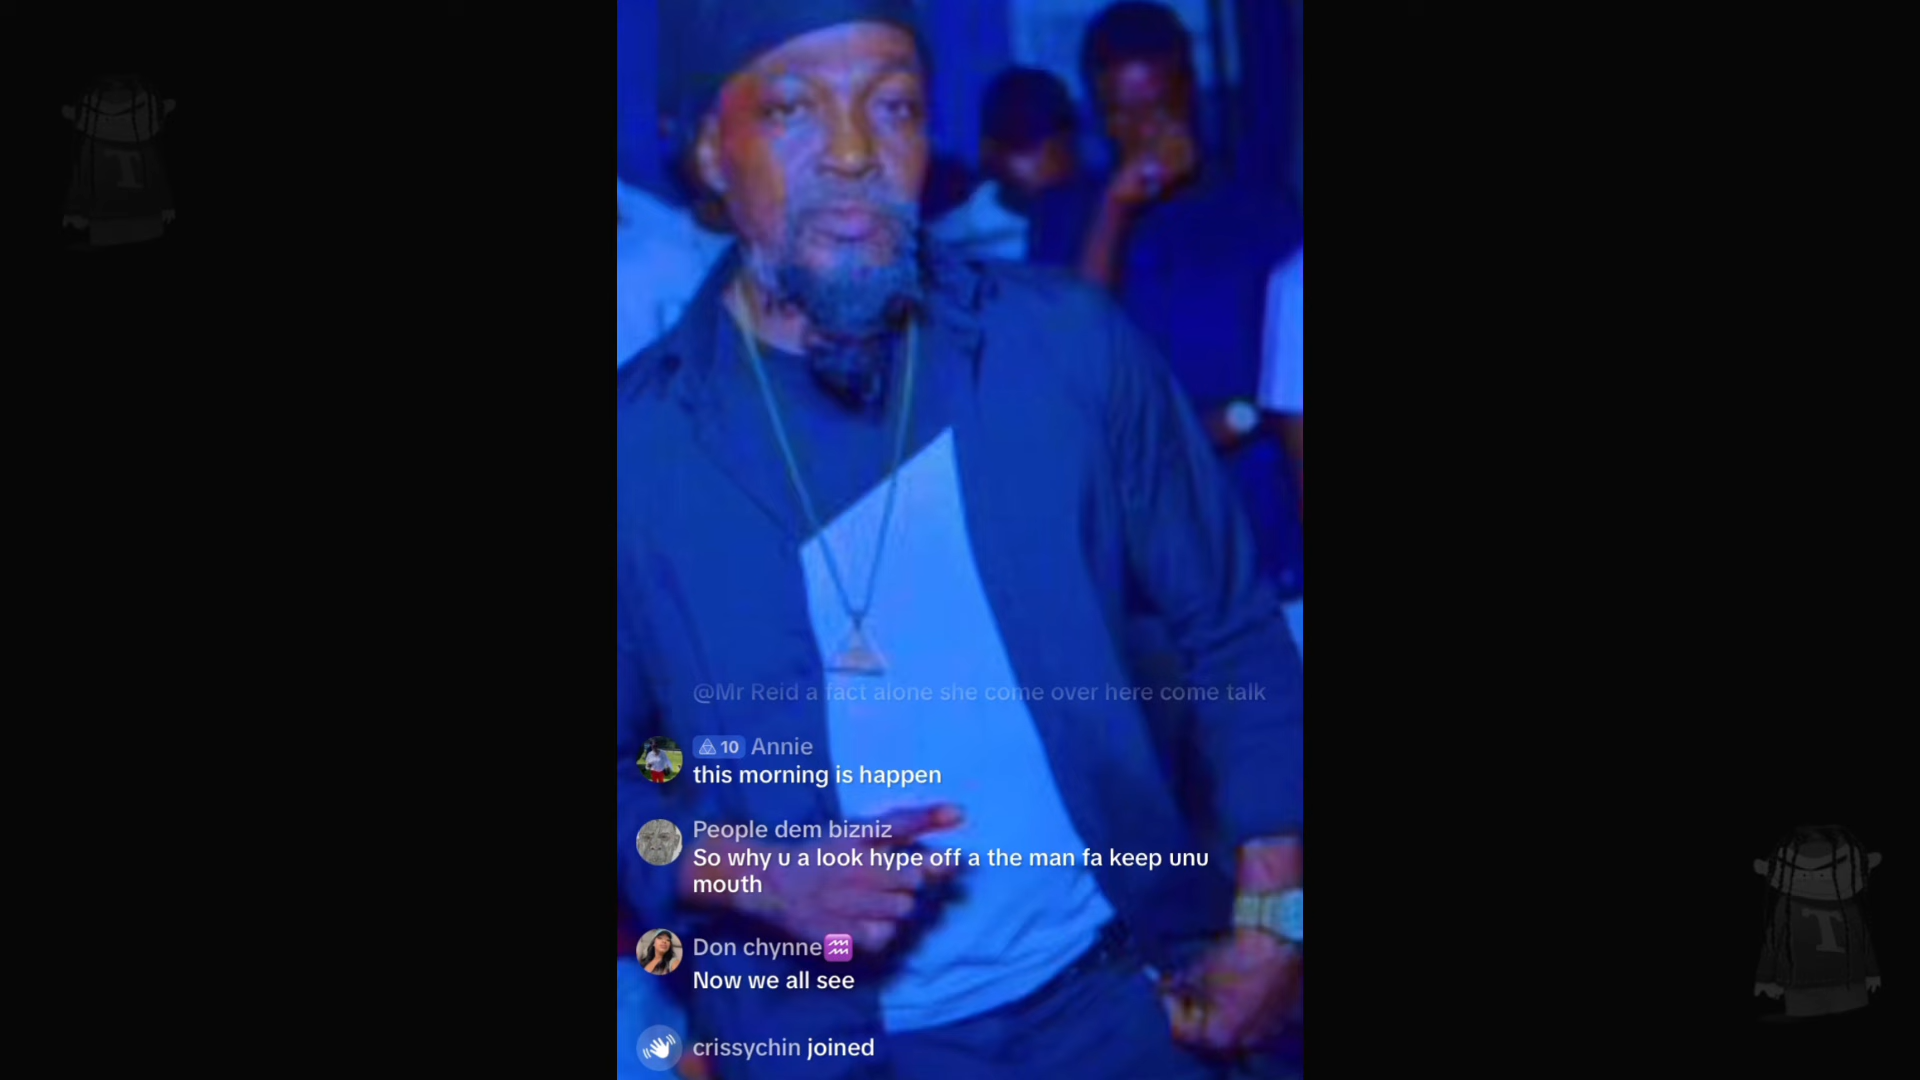 @Mr Reid a fact alone she come over here come talk
10 Annie
this morning is happen
People dem bizniz
So why u a look hype off a the man fa keep unu
mouth
Don chynne♒
Now we all see
crissychin joined
T
T